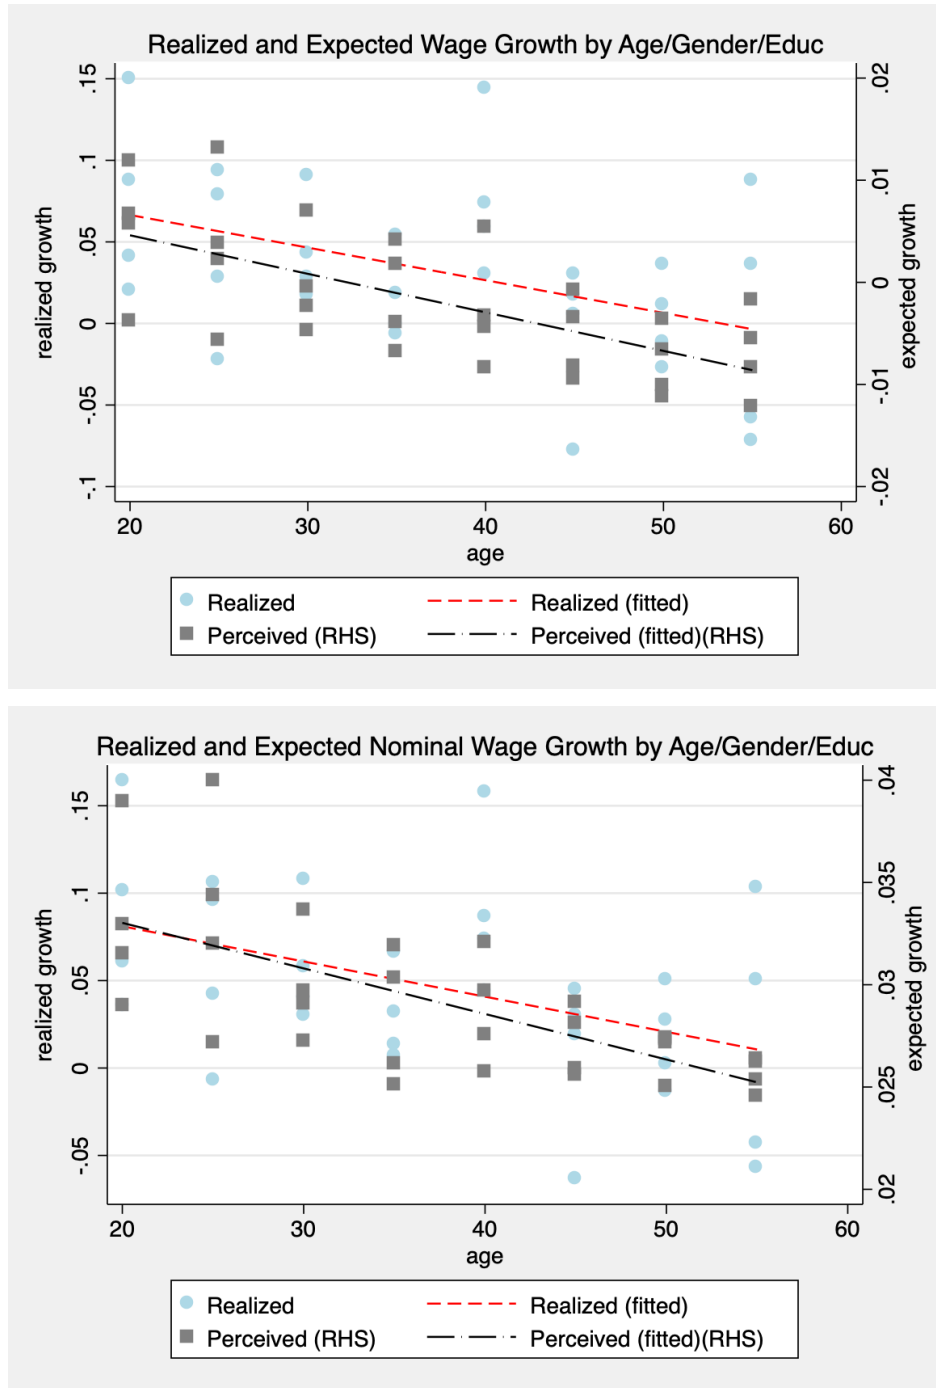 Realized and Expected Wage Growth by Age/Gender/Educ
.15
.1
.05
0
-.05
-.1
realized growth
.02
.01
0
-.01
-.02
expected growth
20 30 40 50 60
age
Realized Realized (fitted)
Perceived (RHS) Perceived (fitted)(RHS)
Realized and Expected Nominal Wage Growth by Age/Gender/Educ
.15
.1
.05
0
-.05
realized growth
.04
.035
.03
.025
.02
expected growth
20 30 40 50 60
age
Realized Realized (fitted)
Perceived (RHS) Perceived (fitted)(RHS)